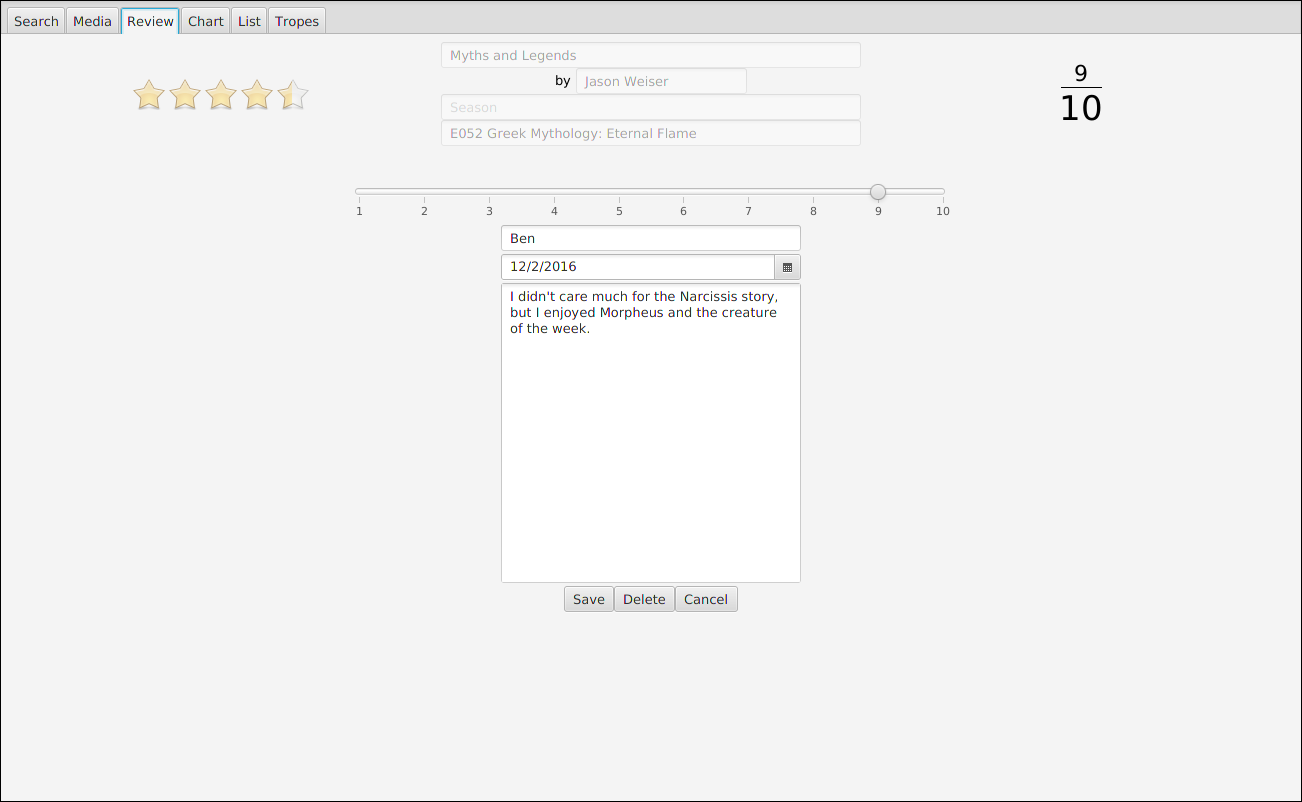 Search Media Review Chart List Tropes
Myths and Legends
by Jason Weiser
Season
E052 Greek Mythology: Eternal Flame
9
10
1 2 3 4 5 6 7 8 9 10
Ben
12/2/2016
I didn't care much for the Narcissis story,
but I enjoyed Morpheus and the creature
of the week.
Save Delete Cancel